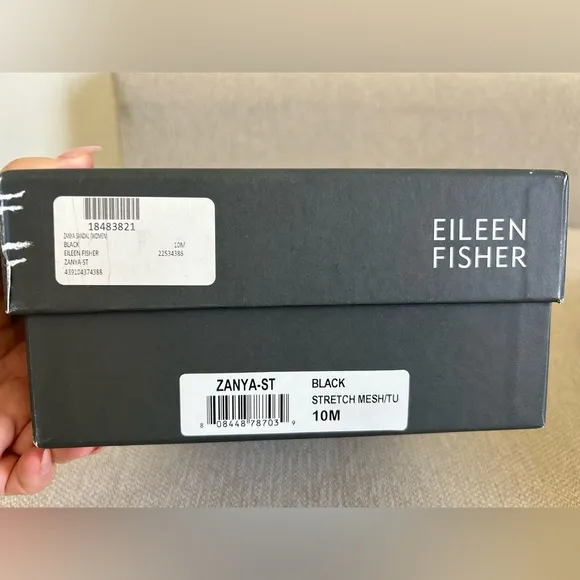 18483821
ZANYA SANDAL (WOMEN)
BLACK 10M
EILEEN FISHER 22534388
ZANYA-ST
439104374388
EILEEN
FISHER
ZANYA-ST BLACK
STRETCH MESH/TU
8 08448 78703 9 10M